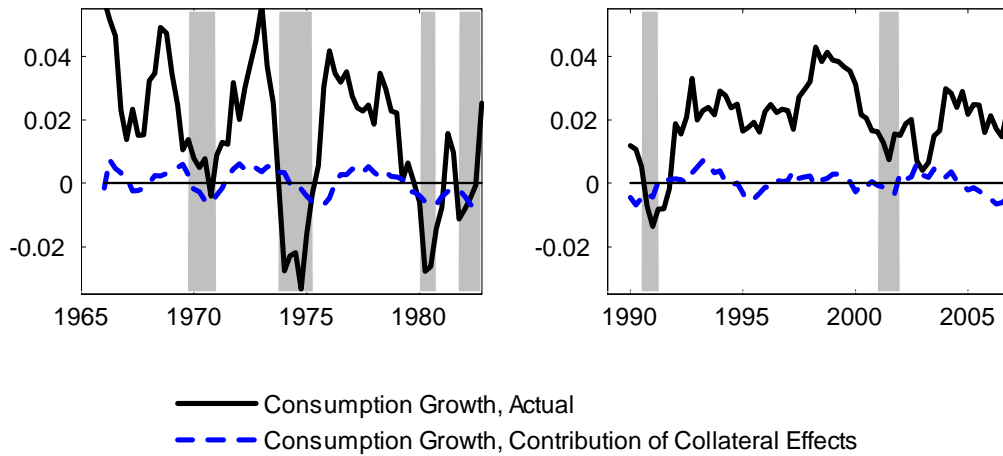 0.04
0.02
0
-0.02
1965 1970 1975 1980
0.04
0.02
0
-0.02
1990 1995 2000 2005
Consumption Growth, Actual
Consumption Growth, Contribution of Collateral Effects